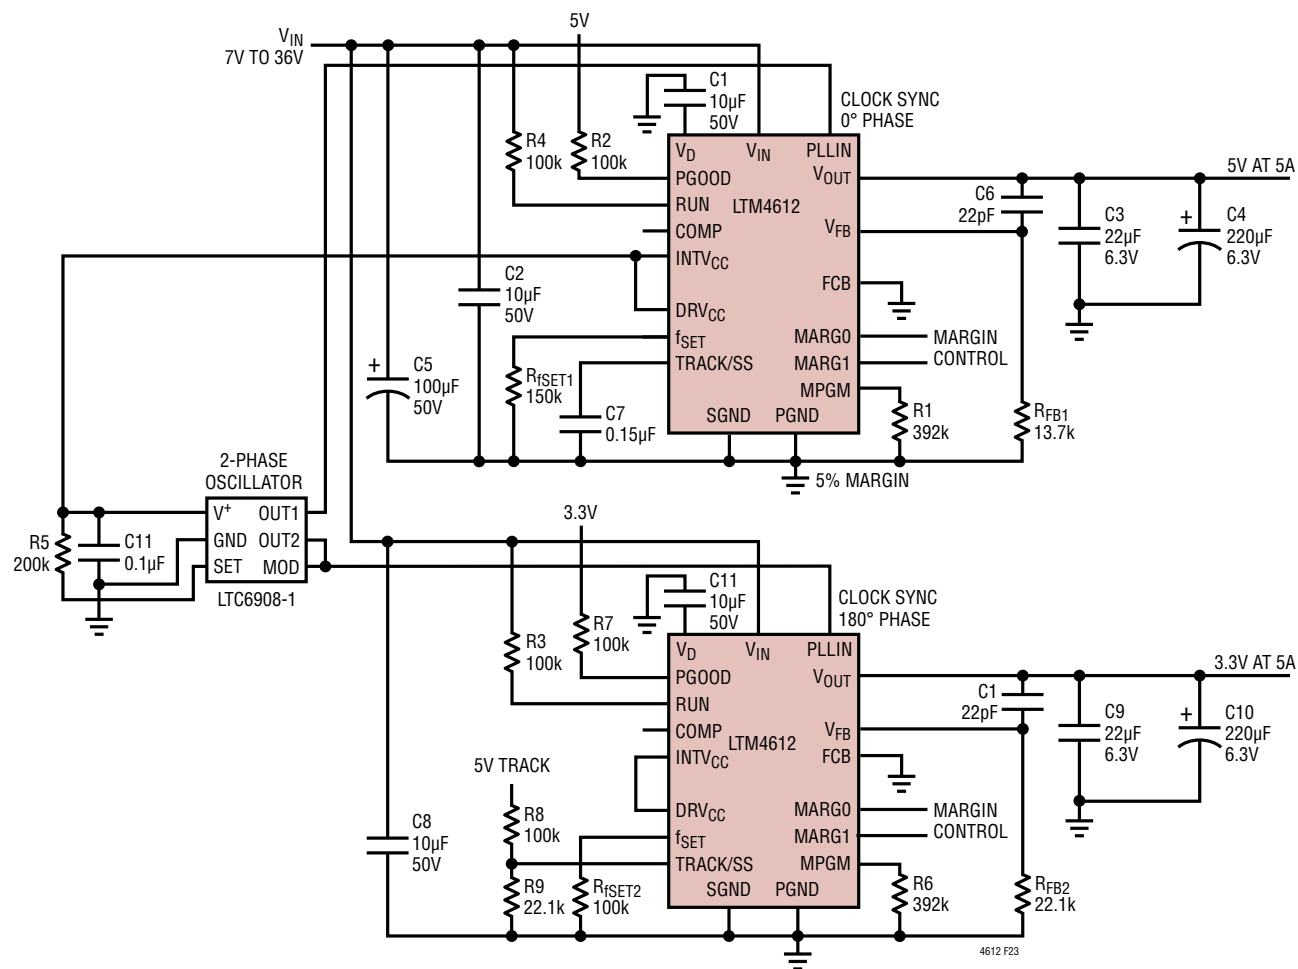 VIN
7V TO 36V
5V
C1
10µF
50V
CLOCK SYNC
0° PHASE
R4
100k
R2
100k
VD
VIN
PLLIN
PGOOD
VOUT
RUN
LTM4612
COMP
VFB
INTVCC
FCB
DRVCC
fSET
MARG0
TRACK/SS
MARG1
MPGM
SGND
PGND
5V AT 5A
C6
22pF
C3
22µF
6.3V
+
C4
220µF
6.3V
C2
10µF
50V
MARGIN
CONTROL
+
C5
100µF
50V
RfSET1
150k
C7
0.15µF
R1
392k
RFB1
13.7k
5% MARGIN
2-PHASE
OSCILLATOR
V+
OUT1
GND
OUT2
SET
MOD
LTC6908-1
R5
200k
C11
0.1µF
3.3V
C11
10µF
50V
CLOCK SYNC
180° PHASE
R3
100k
R7
100k
VD
VIN
PLLIN
PGOOD
VOUT
RUN
LTM4612
COMP
VFB
INTVCC
FCB
DRVCC
MARG0
fSET
MARG1
TRACK/SS
MPGM
SGND
PGND
3.3V AT 5A
C1
22pF
C9
22µF
6.3V
+
C10
220µF
6.3V
5V TRACK
R8
100k
MARGIN
CONTROL
C8
10µF
50V
R9
22.1k
RfSET2
100k
R6
392k
RFB2
22.1k
4612 F23